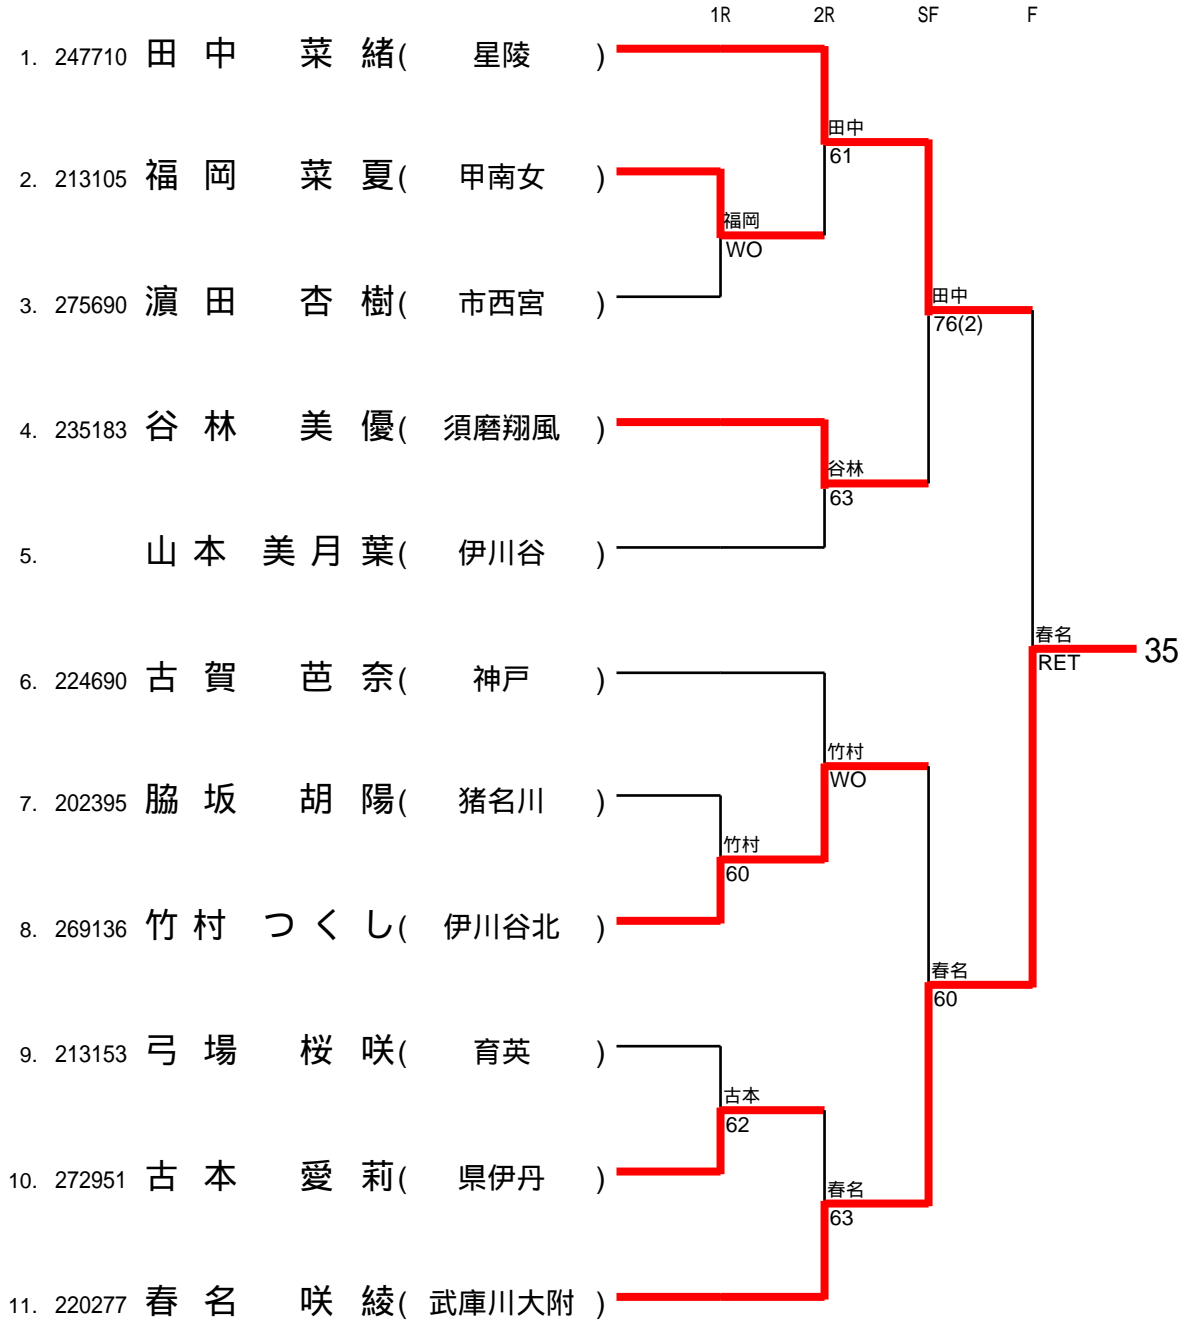 1R 2R SF F
1. 247710 田中 菜緒( 星陵 )
田中
61
2. 213105 福岡 菜夏( 甲南女 )
福岡
WO
3. 275690 濵田 杏樹( 市西宮 )
田中
76(2)
4. 235183 谷林 美優( 須磨翔風 )
谷林
63
5. 山本 美月葉( 伊川谷 )
春名
RET
35
6. 224690 古賀 芭奈( 神戸 )
竹村
WO
7. 202395 脇坂 胡陽( 猪名川 )
竹村
60
8. 269136 竹村 つくし( 伊川谷北 )
春名
60
9. 213153 弓場 桜咲( 育英 )
古本
62
10. 272951 古本 愛莉( 県伊丹 )
春名
63
11. 220277 春名 咲綾( 武庫川大附 )